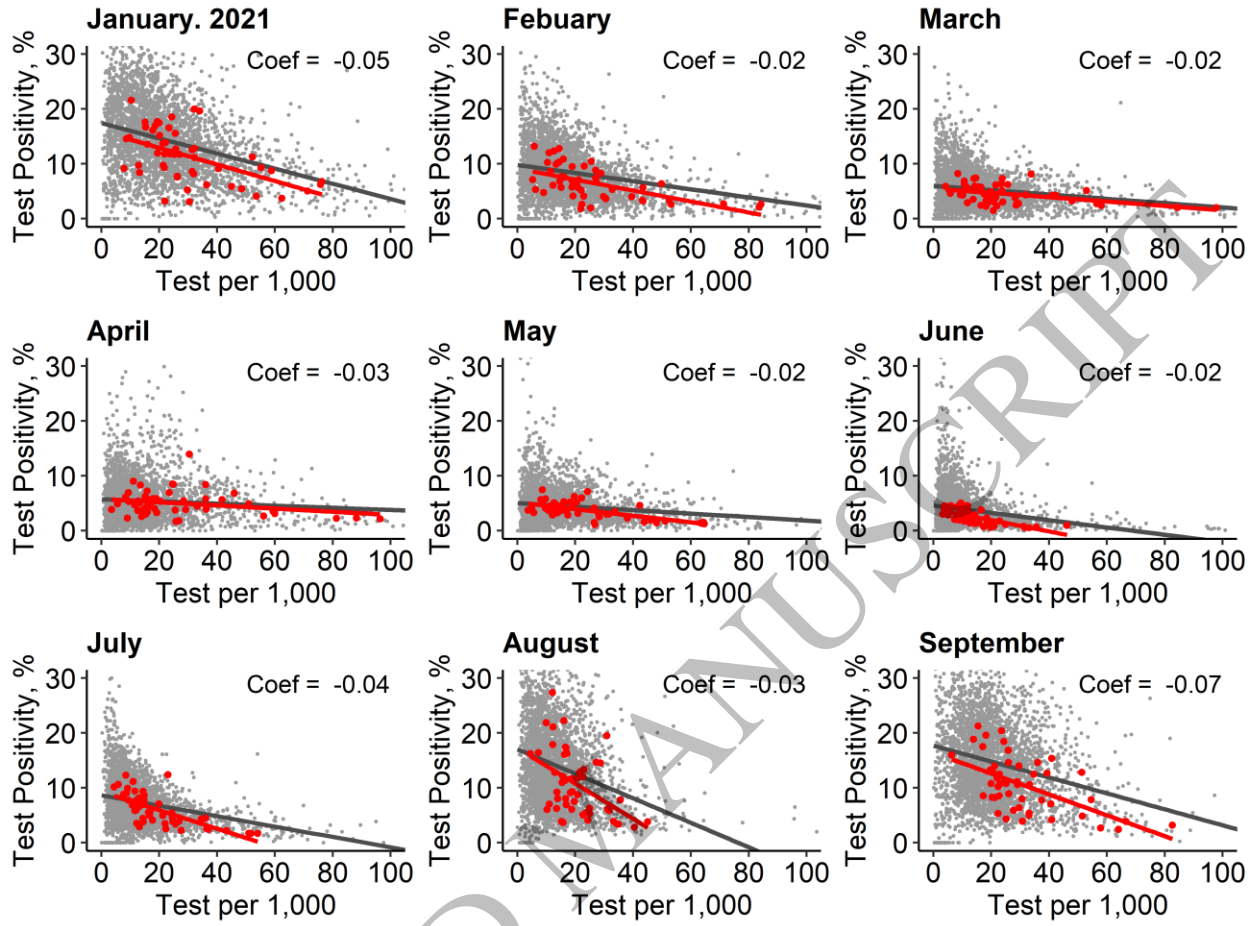 January. 2021
Coef = -0.05
Test Positivity, %
30
20
10
0
0 20 40 60 80 100
Test per 1,000
Febuary
Coef = -0.02
Test Positivity, %
30
20
10
0
0 20 40 60 80 100
Test per 1,000
March
Coef = -0.02
Test Positivity, %
30
20
10
0
0 20 40 60 80 100
Test per 1,000
April
Coef = -0.03
Test Positivity, %
30
20
10
0
0 20 40 60 80 100
Test per 1,000
May
Coef = -0.02
Test Positivity, %
30
20
10
0
0 20 40 60 80 100
Test per 1,000
June
Coef = -0.02
Test Positivity, %
30
20
10
0
0 20 40 60 80 100
Test per 1,000
July
Coef = -0.04
Test Positivity, %
30
20
10
0
0 20 40 60 80 100
Test per 1,000
August
Coef = -0.03
Test Positivity, %
30
20
10
0
0 20 40 60 80 100
Test per 1,000
September
Coef = -0.07
Test Positivity, %
30
20
10
0
0 20 40 60 80 100
Test per 1,000
D MANUSCRIPT